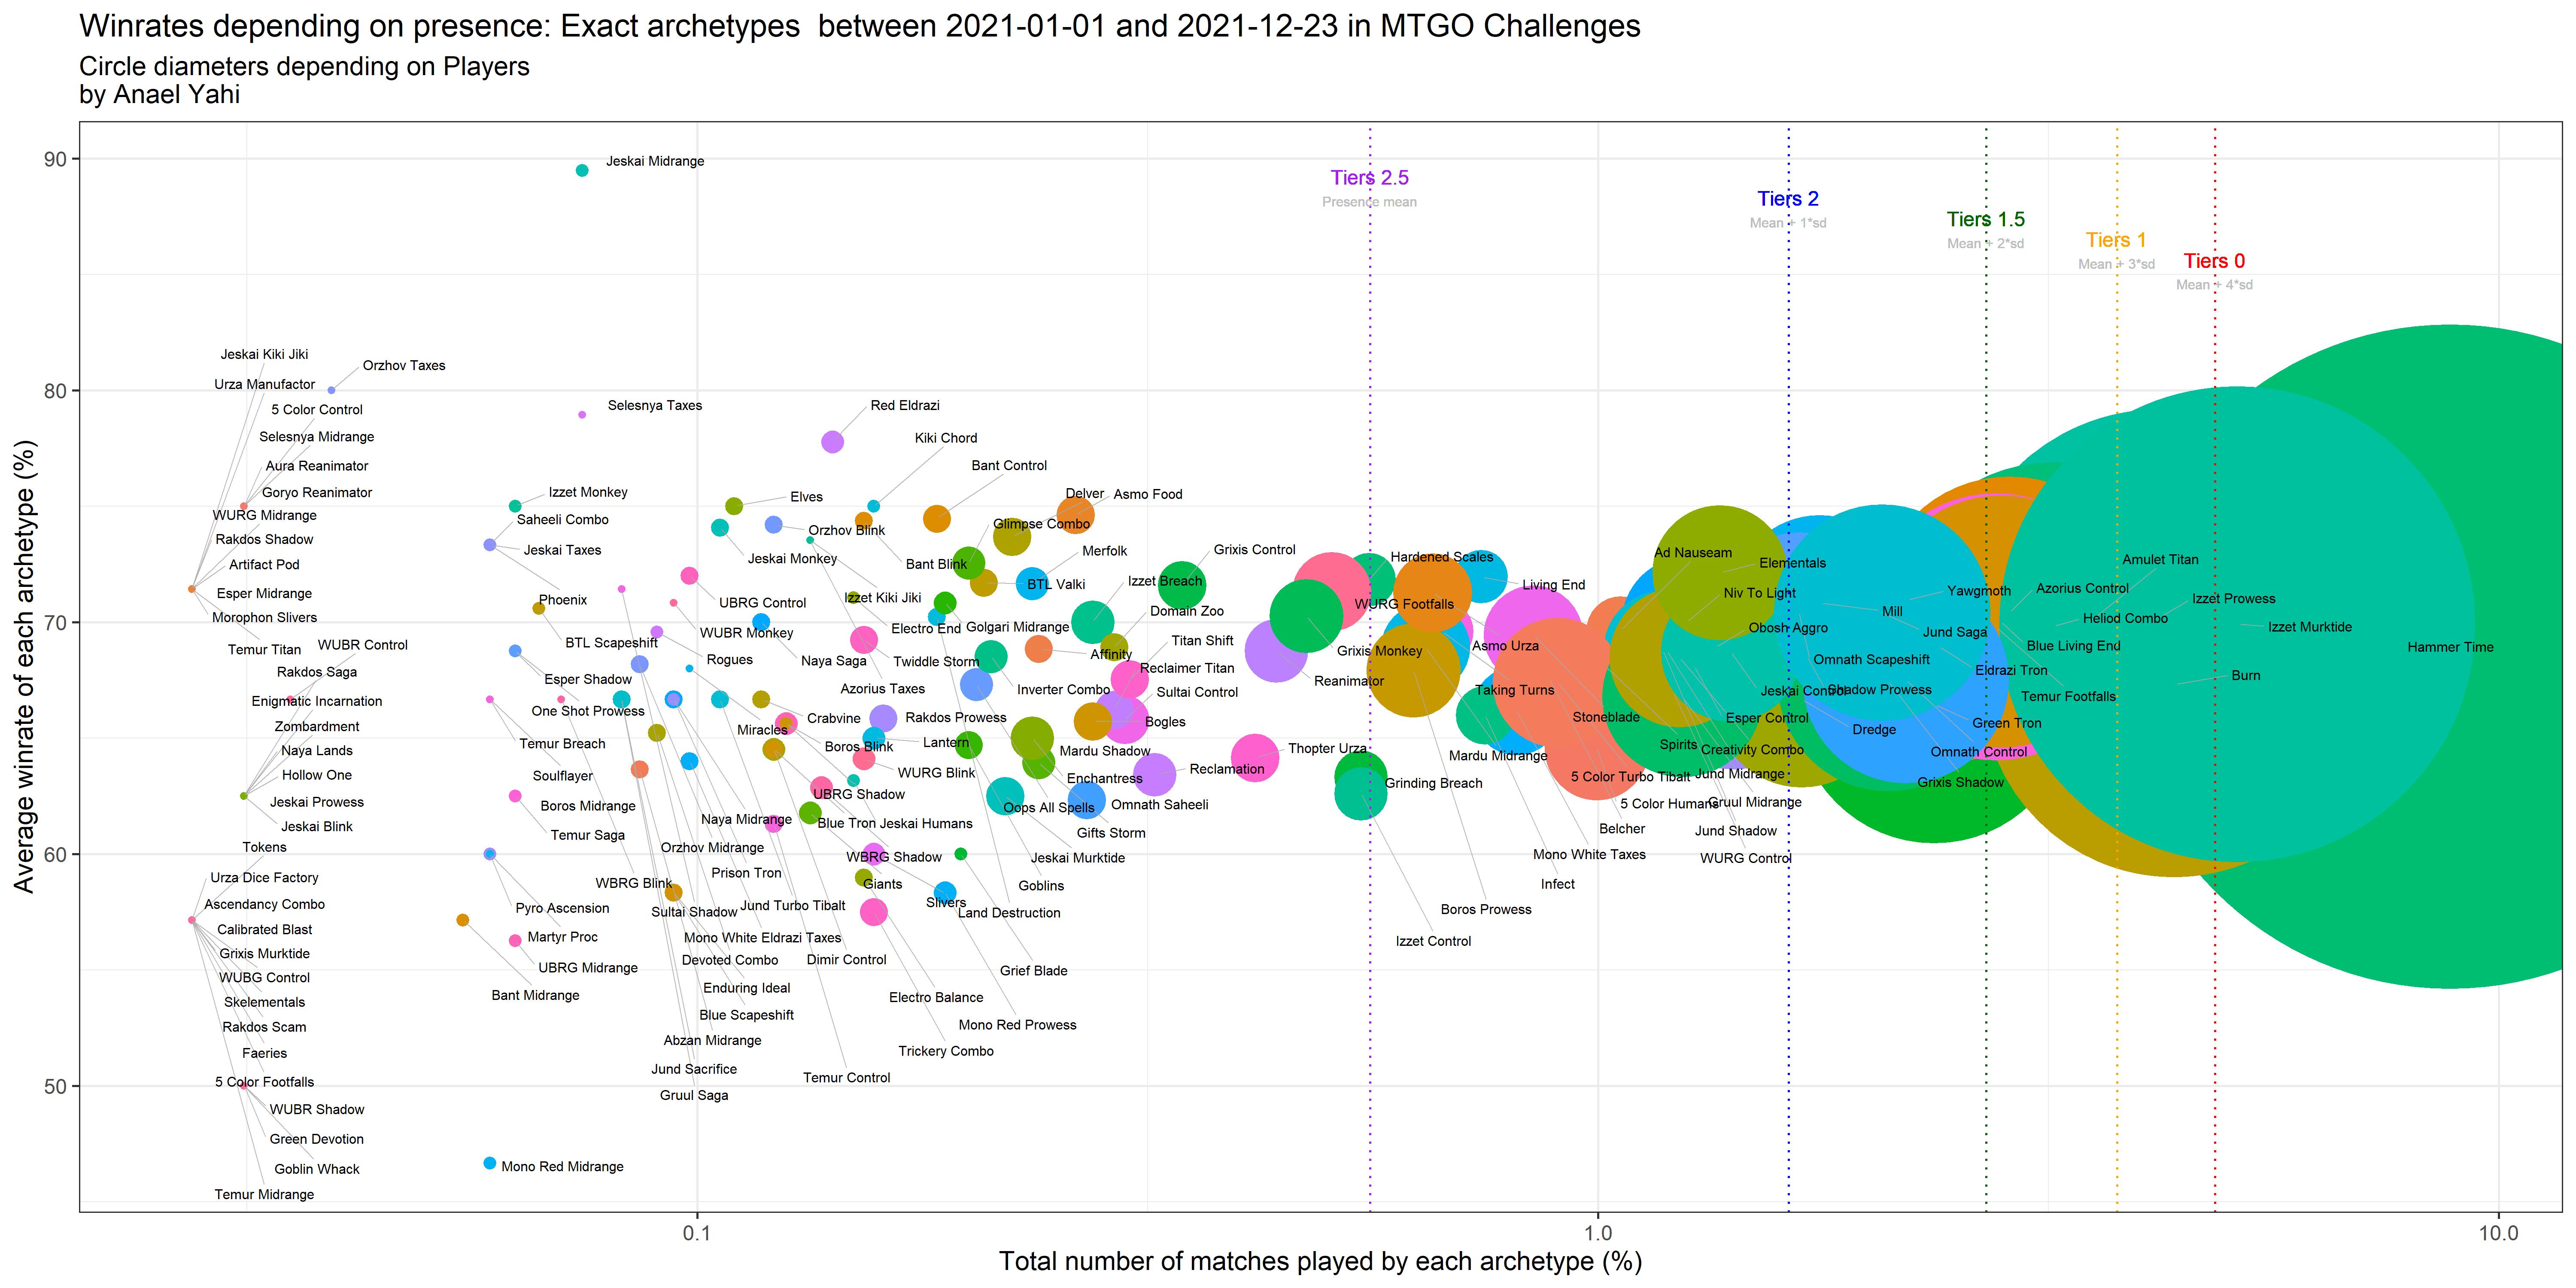 Winrates depending on presence: Exact archetypes  between 2021-01-01 and 2021-12-23 in MTGO Challenges
Circle diameters depending on Players
by Anael Yahi
Average winrate of each archetype (%)
90
80
70
60
50
Tiers 2.5
Presence mean
Tiers 2
Mean + 1*sd
Tiers 1.5
Mean + 2*sd
Tiers 1
Mean + 3*sd
Tiers 0
Mean + 4*sd
Jeskai Midrange
Jeskai Kiki Jiki
Orzhov Taxes
Urza Manufactor
5 Color Control
Selesnya Midrange
Aura Reanimator
Goryo Reanimator
WURG Midrange
Rakdos Shadow
Artifact Pod
Esper Midrange
Morophon Slivers
Temur Titan
WUBR Control
Rakdos Saga
Enigmatic Incarnation
Zombardment
Naya Lands
Hollow One
Jeskai Prowess
Jeskai Blink
Tokens
Urza Dice Factory
Ascendancy Combo
Calibrated Blast
Grixis Murktide
WUBG Control
Skelementals
Rakdos Scam
Faeries
5 Color Footfalls
WUBR Shadow
Green Devotion
Goblin Whack
Temur Midrange
Selesnya Taxes
Izzet Monkey
Saheeli Combo
Jeskai Taxes
Phoenix
BTL Scapeshift
Esper Shadow
One Shot Prowess
Temur Breach
Soulflayer
Boros Midrange
Temur Saga
Pyro Ascension
Martyr Proc
UBRG Midrange
Bant Midrange
Mono Red Midrange
Red Eldrazi
Kiki Chord
Bant Control
Elves
Orzhov Blink
Jeskai Monkey
Bant Blink
Delver
Asmo Food
Glimpse Combo
Merfolk
BTL Valki
UBRG Control
WUBR Monkey
Rogues
Naya Saga
Izzet Kiki Jiki
Electro End
Golgari Midrange
Twiddle Storm
Azorius Taxes
Miracles
Crabvine
Boros Blink
Rakdos Prowess
Lantern
WURG Blink
UBRG Shadow
Naya Midrange
Blue Tron
Jeskai Humans
Orzhov Midrange
WBRG Shadow
Prison Tron
Giants
WBRG Blink
Sultai Shadow
Jund Turbo Tibalt
Slivers
Land Destruction
Mono White Eldrazi Taxes
Devoted Combo
Dimir Control
Enduring Ideal
Blue Scapeshift
Abzan Midrange
Jund Sacrifice
Gruul Saga
Temur Control
Trickery Combo
Electro Balance
Mono Red Prowess
Grief Blade
Goblins
Jeskai Murktide
Gifts Storm
Oops All Spells
Omnath Saheeli
Enchantress
Mardu Shadow
Inverter Combo
Affinity
Izzet Breach
Domain Zoo
Titan Shift
Reclaimer Titan
Sultai Control
Bogles
Reclamation
Thopter Urza
Grixis Control
Reanimator
Grixis Monkey
Hardened Scales
WURG Footfalls
Living End
Asmo Urza
Taking Turns
Grinding Breach
Mardu Midrange
Izzet Control
Boros Prowess
Infect
Mono White Taxes
Belcher
5 Color Humans
5 Color Turbo Tibalt
Stoneblade
Spirits
Creativity Combo
Jund Midrange
Gruul Midrange
Jund Shadow
WURG Control
Ad Nauseam
Elementals
Niv To Light
Obosh Aggro
Omnath Scapeshift
Jeskai Control
Shadow Prowess
Esper Control
Dredge
Mill
Yawgmoth
Jund Saga
Eldrazi Tron
Green Tron
Omnath Control
Grixis Shadow
Temur Footfalls
Blue Living End
Azorius Control
Heliod Combo
Amulet Titan
Izzet Prowess
Izzet Murktide
Burn
Hammer Time
0.1
1.0
10.0
Total number of matches played by each archetype (%)